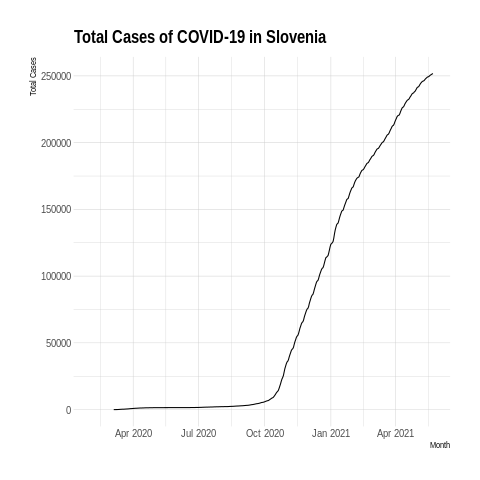 Total Cases of COVID-19 in Slovenia
Total Cases
250000
200000
150000
100000
50000
0
Apr 2020 Jul 2020 Oct 2020 Jan 2021 Apr 2021
Month